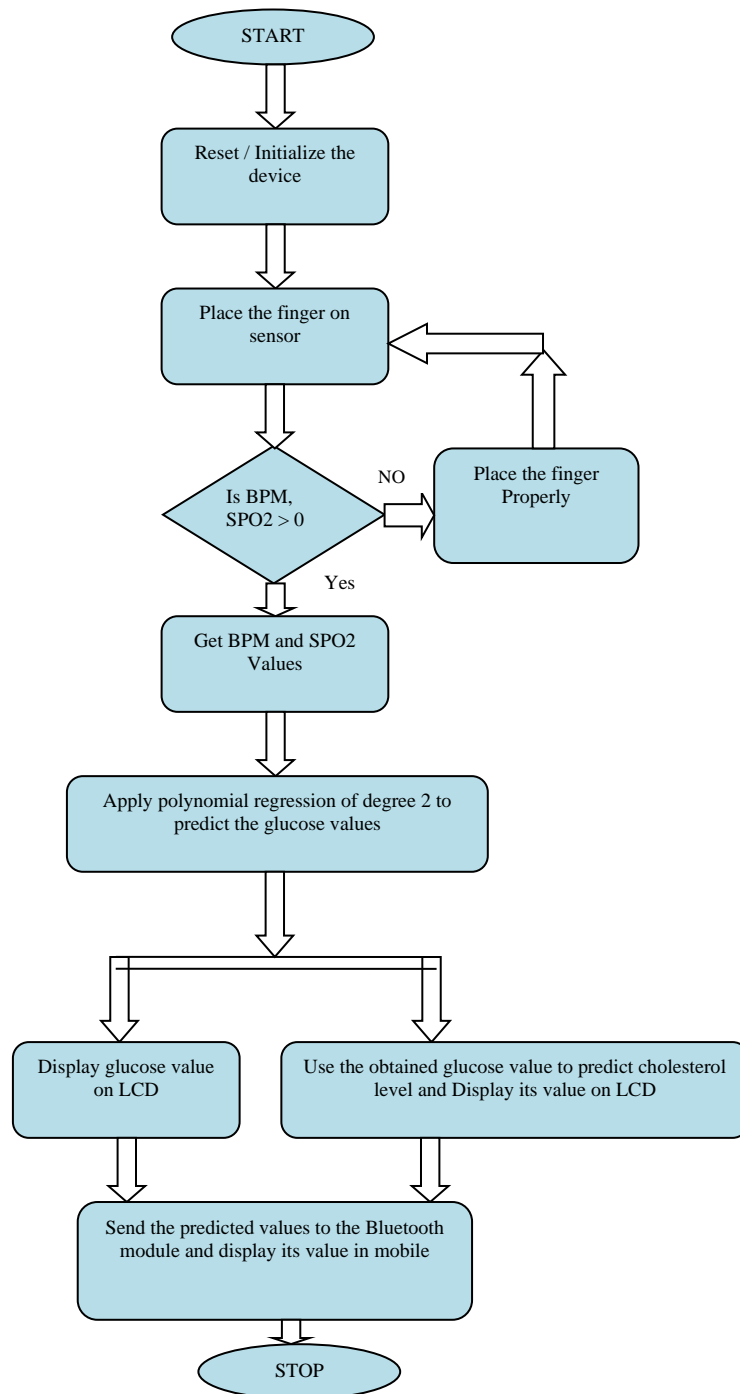 START
Reset / Initialize the
device
Place the finger on
sensor
Is BPM,
SPO2 > 0
NO
Place the finger
Properly
Yes
Get BPM and SPO2
Values
Apply polynomial regression of degree 2 to
predict the glucose values
Display glucose value
on LCD
Use the obtained glucose value to predict cholesterol
level and Display its value on LCD
Send the predicted values to the Bluetooth
module and display its value in mobile
STOP